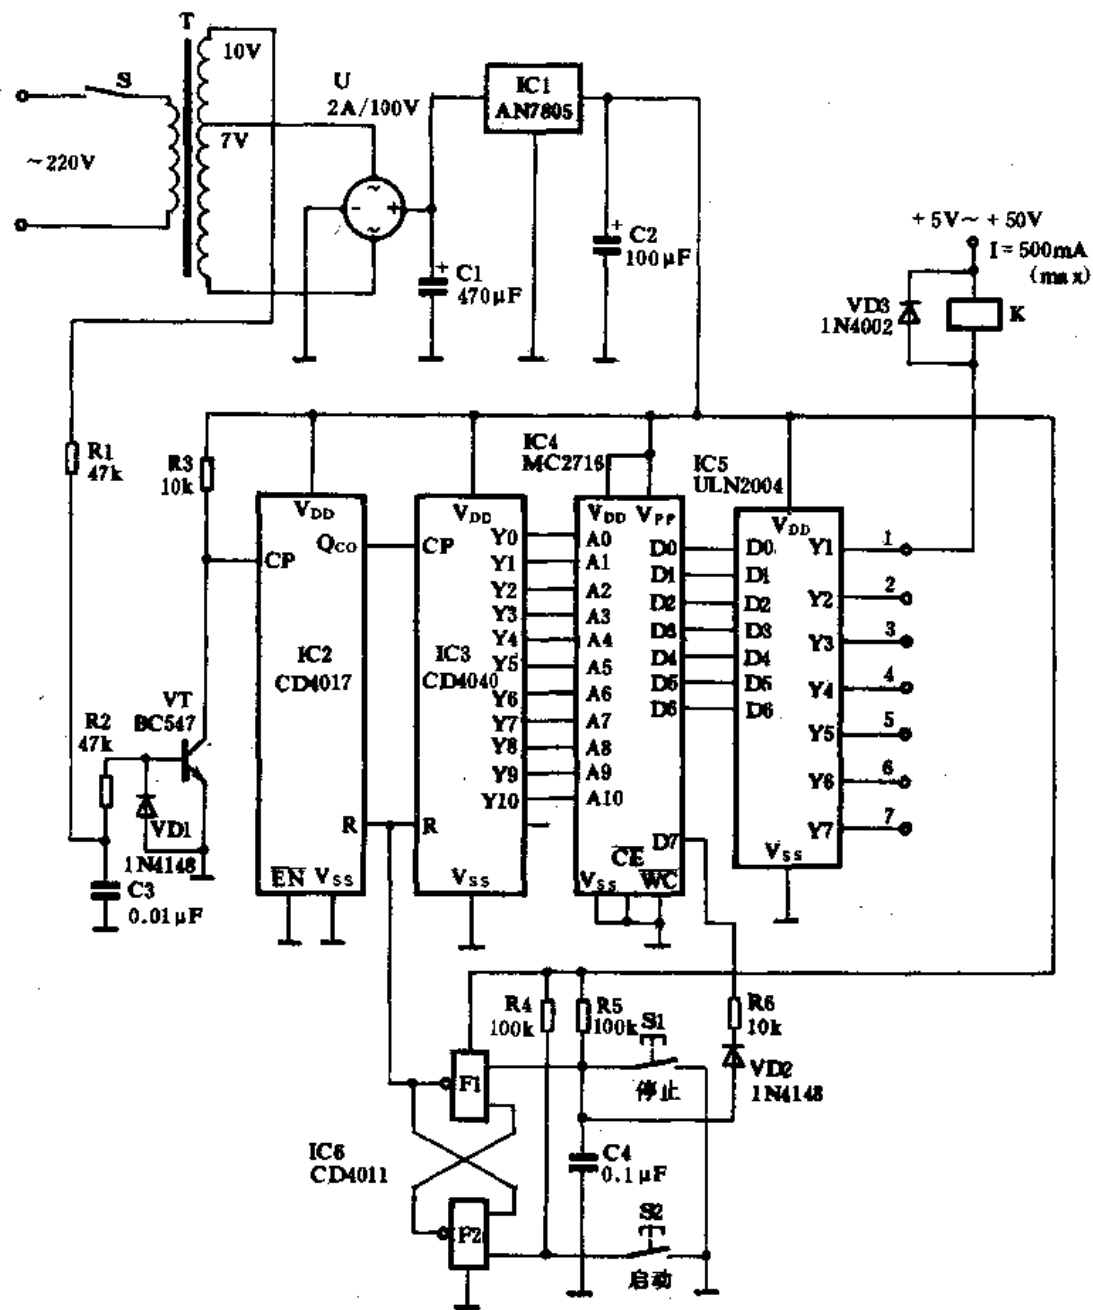 T
10V
S
7V
~220V
U
2A/100V
IC1
AN7805
C1
470μF
C2
100μF
+5V~+50V
I=500mA
(max)
VD3
1N4002
K
R1
47k
R3
10k
IC4
MC2716
IC5
ULN2004
VDD
QCO
CP
IC2
CD4017
R
EN VSS
VDD
CP
IC3
CD4040
R
VSS
Y0
Y1
Y2
Y3
Y4
Y5
Y6
Y7
Y8
Y9
Y10
VDD VPP
A0
A1
A2
A3
A4
A5
A6
A7
A8
A9
A10
D0
D1
D2
D3
D4
D5
D6
D7
CE
VSS WC
VDD
D0
D1
D2
D3
D4
D5
D6
Y1
Y2
Y3
Y4
Y5
Y6
Y7
VSS
1
2
3
4
5
6
7
VT
BC547
R2
47k
VD1
1N4148
C3
0.01μF
R4
100k
R5
100k
S1
停止
R6
10k
VD2
1N4148
F1
IC6
CD4011
C4
0.1μF
F2
S2
启动